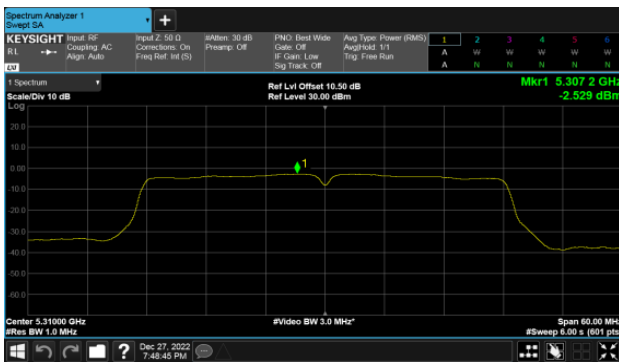 Spectrum Analyzer 1
Swept SA
+
KEYSIGHT
RL
LXI
Input: RF
Coupling: AC
Align: Auto
Input Z: 50 Ω
Corrections: On
Freq Ref: Int (S)
#Atten: 30 dB
Preamp: Off
PNO: Best Wide
Gate: Off
IF Gain: Low
Sig Track: Off
Avg Type: Power (RMS)
Avg|Hold: 1/1
Trig: Free Run
1 2 3 4 5 6
A W W W W W
A N N N N N
1 Spectrum
Scale/Div 10 dB
Log
Ref Lvl Offset 10.50 dB
Ref Level 30.00 dBm
Mkr1 5.307 2 GHz
-2.529 dBm
20.0
10.0
0.00
-10.0
-20.0
-30.0
-40.0
-50.0
-60.0
1
Center 5.31000 GHz
#Res BW 1.0 MHz
#Video BW 3.0 MHz*
Span 60.00 MHz
#Sweep 6.00 s (601 pts)
?
Dec 27, 2022
7:48:45 PM